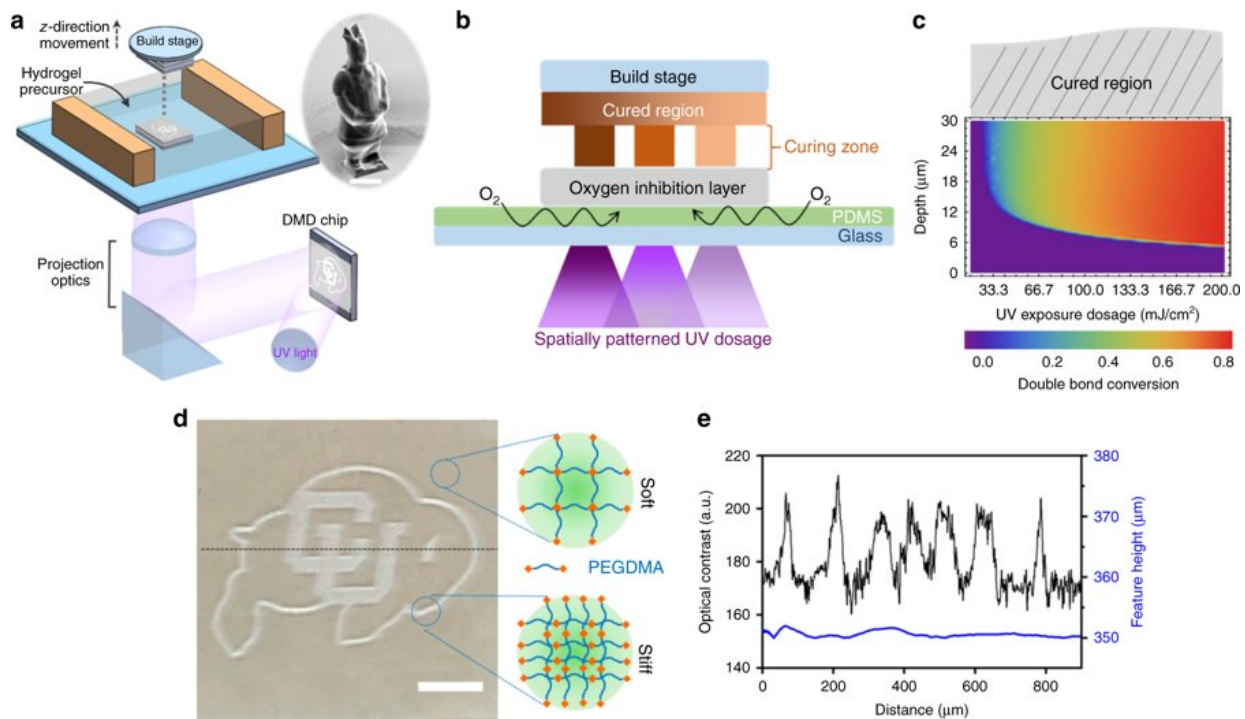 a
z-direction
movement
Build stage
Hydrogel
precursor
DMD chip
Projection
optics
UV light
b
Build stage
Cured region
Curing zone
Oxygen inhibition layer
O2
O2
PDMS
Glass
Spatially patterned UV dosage
c
Cured region
30
24
18
12
6
0
Depth (μm)
33.3 66.7 100.0 133.3 166.7 200.0
UV exposure dosage (mJ/cm2)
0.0 0.2 0.4 0.6 0.8
Double bond conversion
d
CU
Soft
PEGDMA
Stiff
e
220
200
180
160
140
Optical contrast (a.u.)
380
370
360
350
340
Feature height (μm)
0 200 400 600 800
Distance (μm)